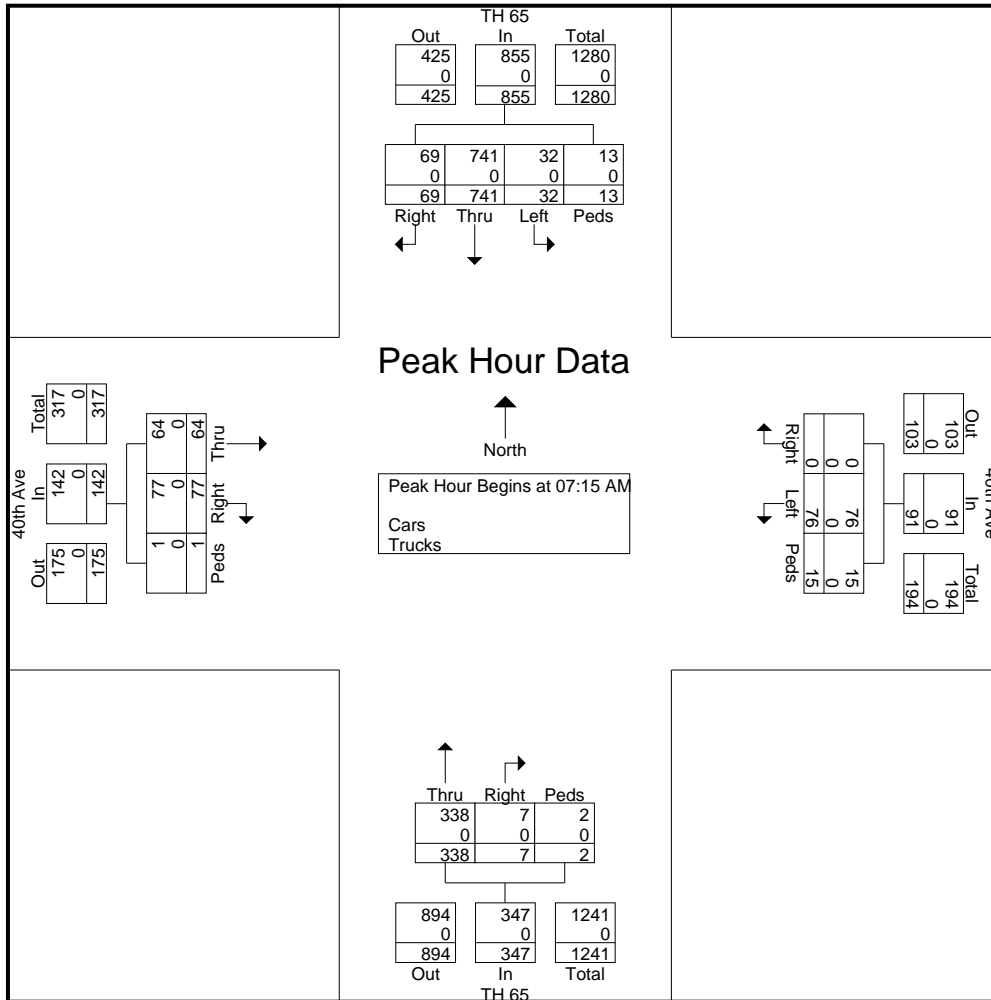 TH 65
Out In Total
425 855 1280
0 0 0
425 855 1280
69 741 32 13
0 0 0 0
69 741 32 13
Right Thru Left Peds
Peak Hour Data
North
Peak Hour Begins at 07:15 AM
Cars
Trucks
40th Ave
Total In Out
317 142 175
0 0 0
317 142 175
64 77 1
0 0 0
64 77 1
Thru Right Peds
40th Ave
Out In Total
103 91 194
0 0 0
103 91 194
0 76 15
0 0 0
0 76 15
Right Left Peds
Thru Right Peds
338 7 2
0 0 0
338 7 2
894 347 1241
0 0 0
894 347 1241
Out In Total
TH 65